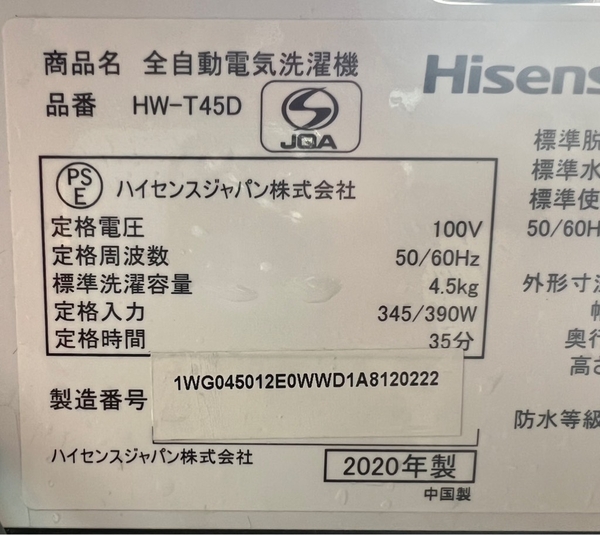 商品名 全自動電気洗濯機
品番 HW-T45D
JQA
Hisens
PS
E
ハイセンスジャパン株式会社
定格電圧 100V
定格周波数 50/60Hz
標準洗濯容量 4.5kg
定格入力 345/390W
定格時間 35分
製造番号 1WG045012E0WWD1A8120222
ハイセンスジャパン株式会社 2020年製
中国製
標準脱
標準水
標準使
50/60H
外形寸
奥行
高さ
防水等級